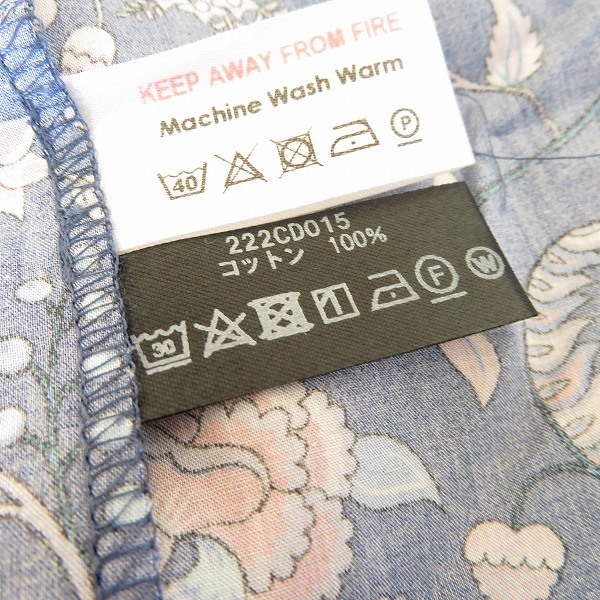 KEEP AWAY FROM FIRE
Machine Wash Warm
40 P
222CD015
コットン 100%
30 F W